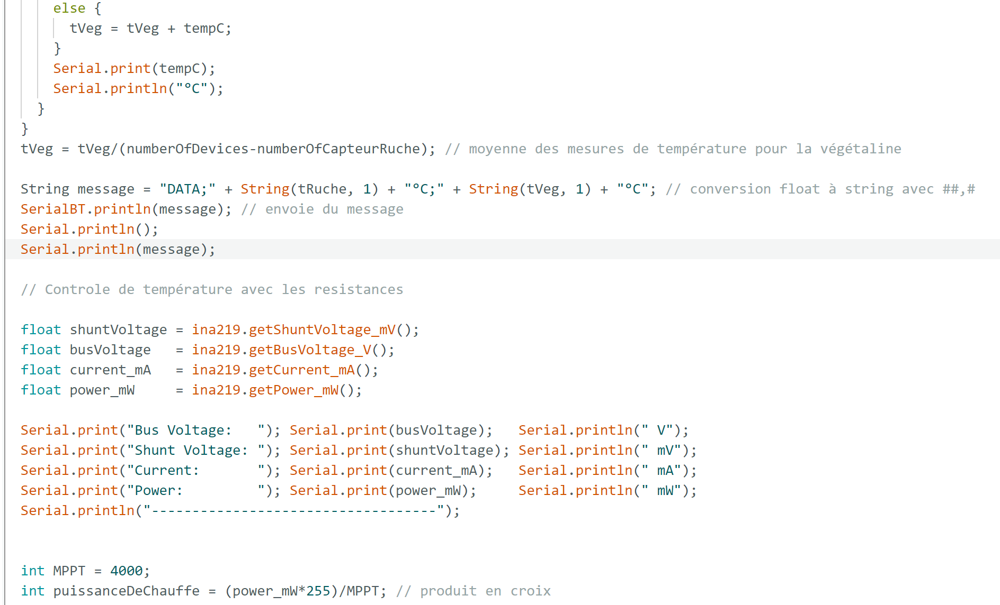 else {
tVeg = tVeg + tempC;
}
Serial.print(tempC);
Serial.println("°C");
}
}
tVeg = tVeg/(numberOfDevices-numberOfCapteurRuche); // moyenne des mesures de température pour la végétaline
String message = "DATA;" + String(tRuche, 1) + "°C;" + String(tVeg, 1) + "°C"; // conversion float à string avec ##,#
SerialBT.println(message); // envoie du message
Serial.println();
Serial.println(message);
// Controle de température avec les resistances
float shuntVoltage = ina219.getShuntVoltage_mV();
float busVoltage   = ina219.getBusVoltage_V();
float current_mA   = ina219.getCurrent_mA();
float power_mW     = ina219.getPower_mW();
Serial.print("Bus Voltage:   "); Serial.print(busVoltage);   Serial.println(" V");
Serial.print("Shunt Voltage: "); Serial.print(shuntVoltage); Serial.println(" mV");
Serial.print("Current:       "); Serial.print(current_mA);   Serial.println(" mA");
Serial.print("Power:         "); Serial.print(power_mW);     Serial.println(" mW");
Serial.println("-----------------------------------");
int MPPT = 4000;
int puissanceDeChauffe = (power_mW*255)/MPPT; // produit en croix